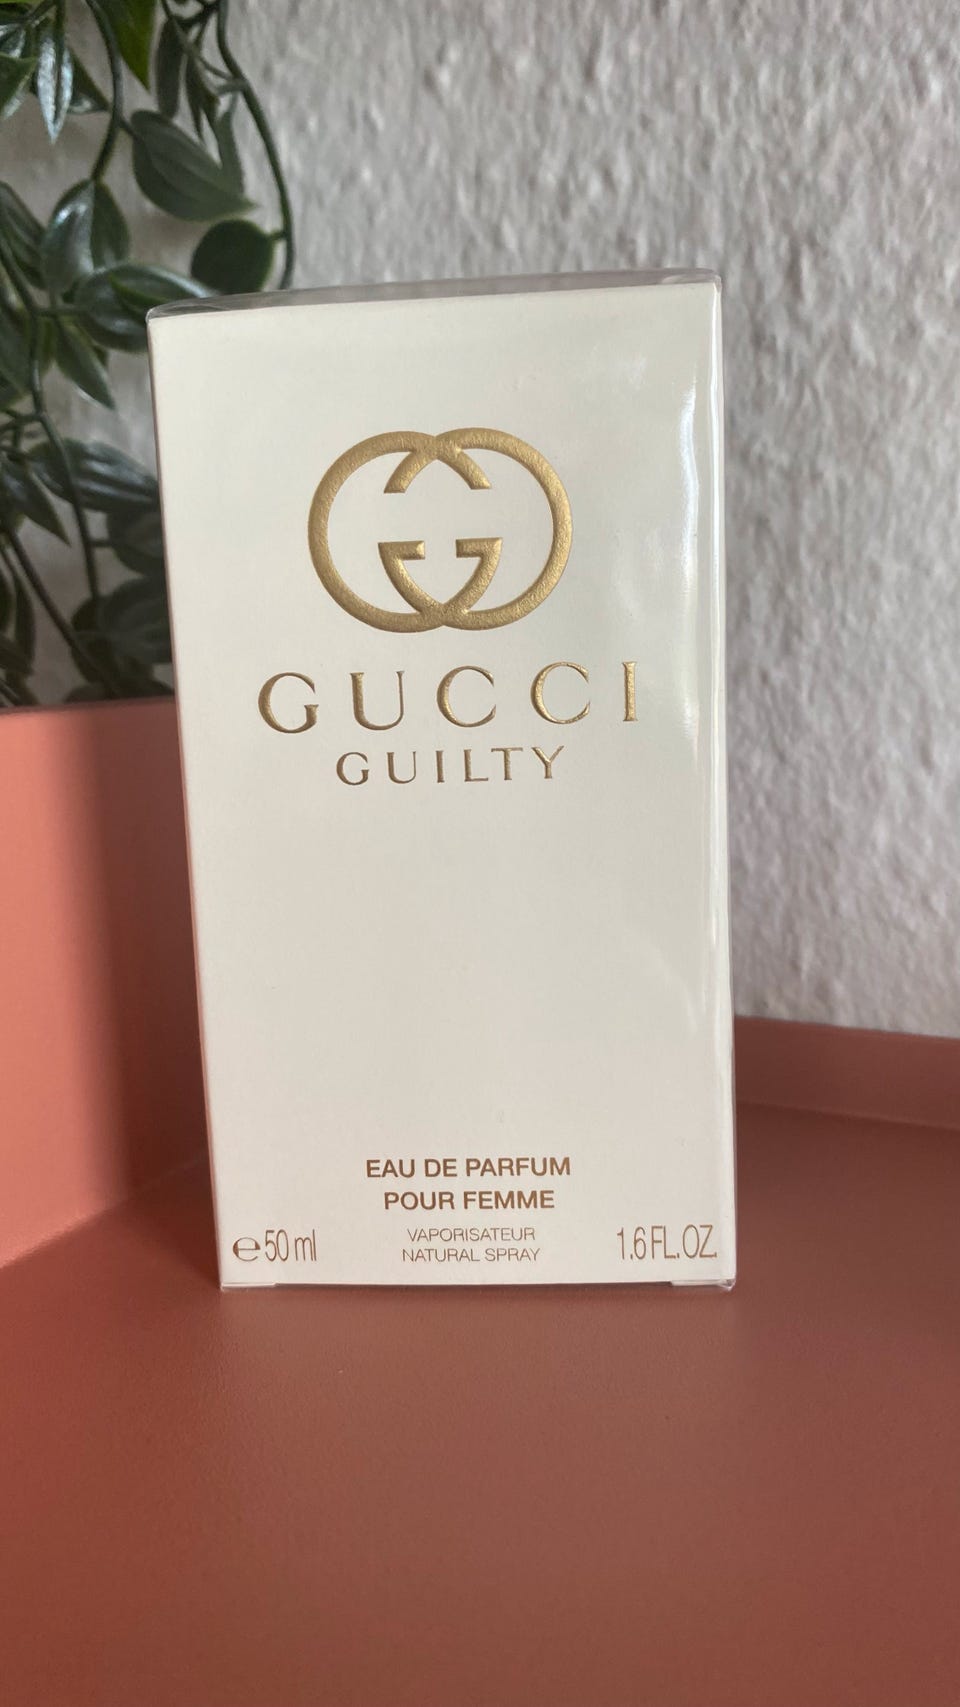 GUCCI
GUILTY
EAU DE PARFUM
POUR FEMME
VAPORISATEUR
NATURAL SPRAY
℮50 ml
1.6 FL. OZ.